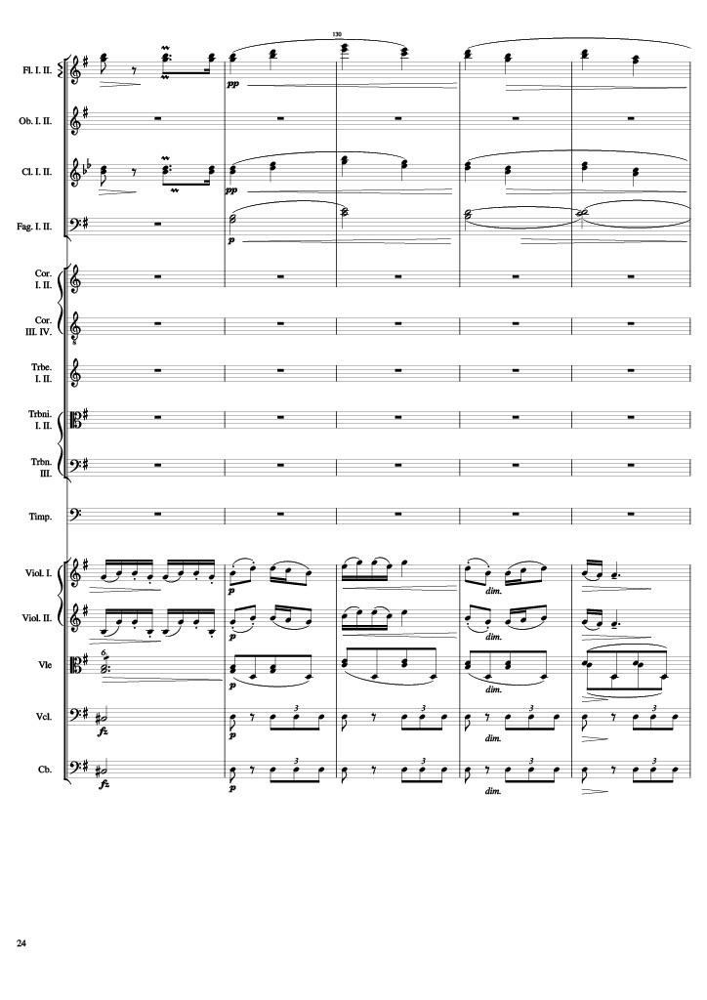 130
Fl. I. II.
pp
Ob. I. II.
Cl. I. II.
pp
Fag. I. II.
p
Cor.
I. II.
Cor.
III. IV.
Trbe.
I. II.
Trbni.
I. II.
Trbn.
III.
Timp.
Viol. I.
p dim.
Viol. II.
p dim.
6
Vle
p dim.
3 3 3 3
Vcl.
fz p dim.
3 3 3 3
Cb.
fz p dim.
24